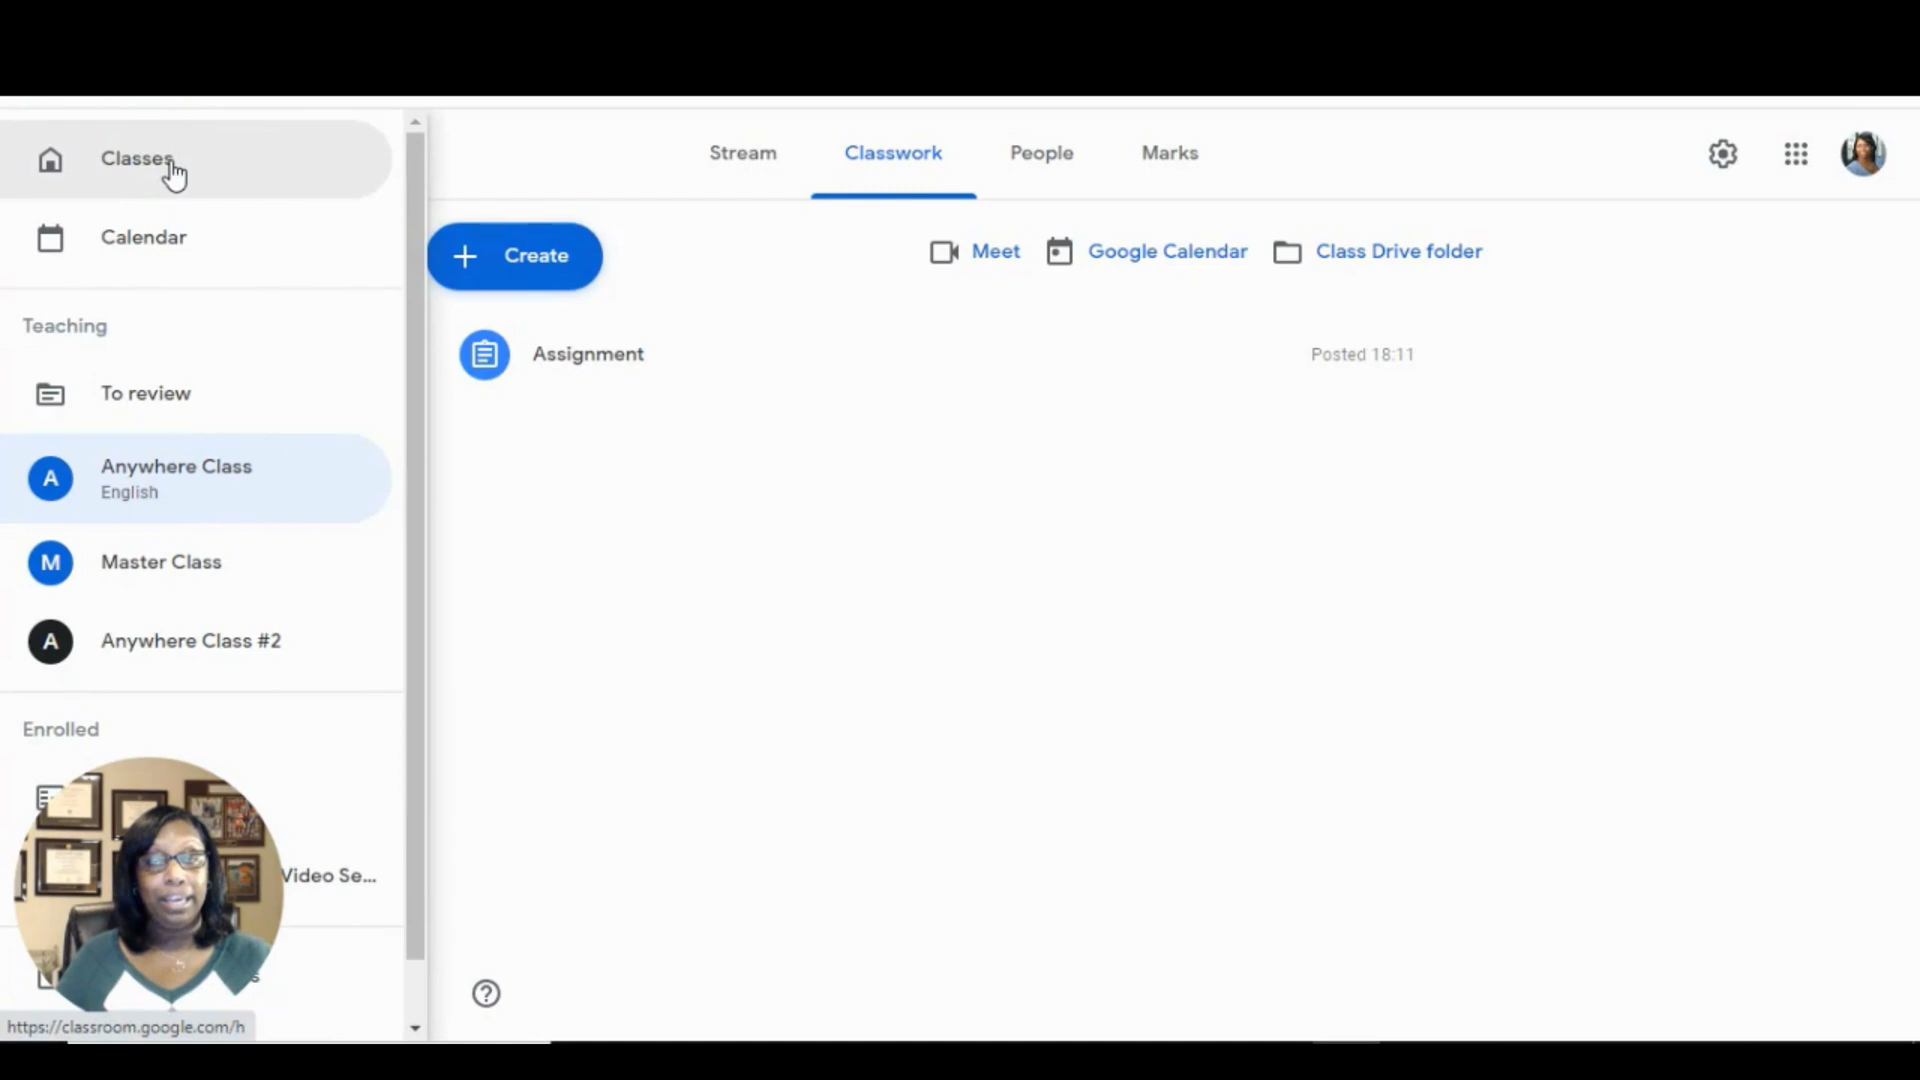 Classes
Calendar
Teaching
To review
A
Anywhere Class
English
M
Master Class
A
Anywhere Class #2
Enrolled
Video Se...
https://classroom.google.com/h
Stream
Classwork
People
Marks
Create
Meet
Google Calendar
Class Drive folder
Assignment
Posted 18:11